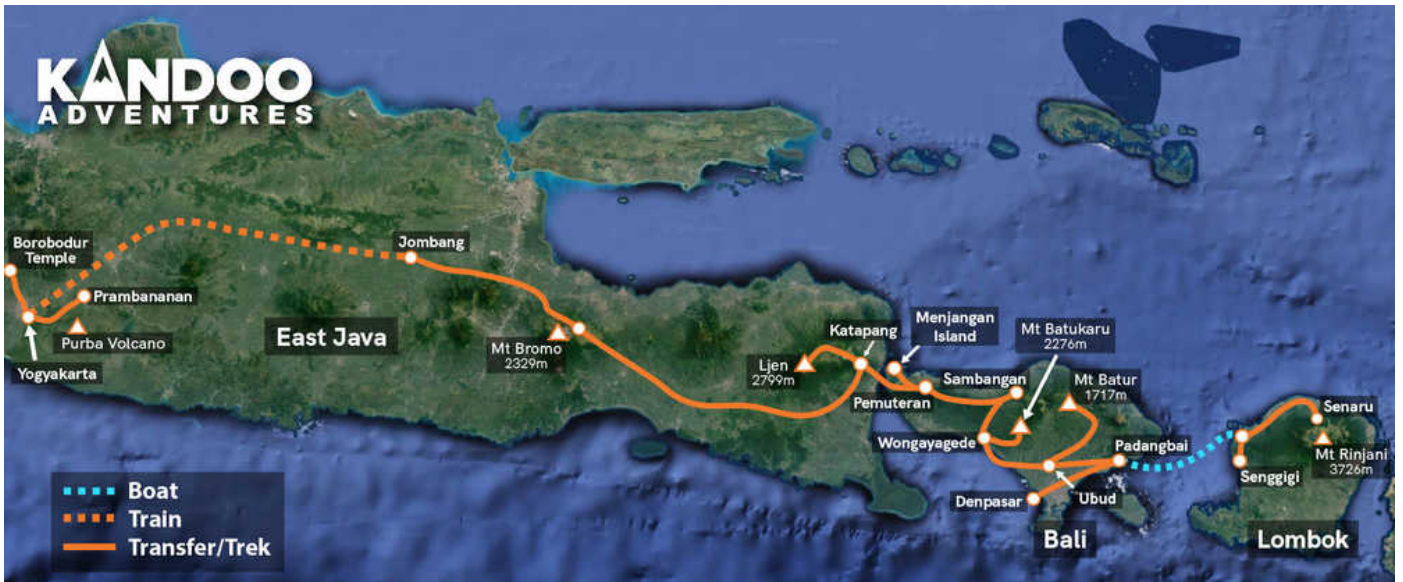 KANDOO
ADVENTURES
Borobodur
Temple
Prambananan
Purba Volcano
Yogyakarta
East Java
Jombang
Mt Bromo
2329m
Ljen
2799m
Katapang
Menjangan
Island
Pemuteran
Sambangan
Mt Batukaru
2276m
Mt Batur
1717m
Wongayagede
Padangbai
Denpasar
Ubud
Bali
Senaru
Mt Rinjani
3726m
Senggigi
Lombok
Boat
Train
Transfer/Trek